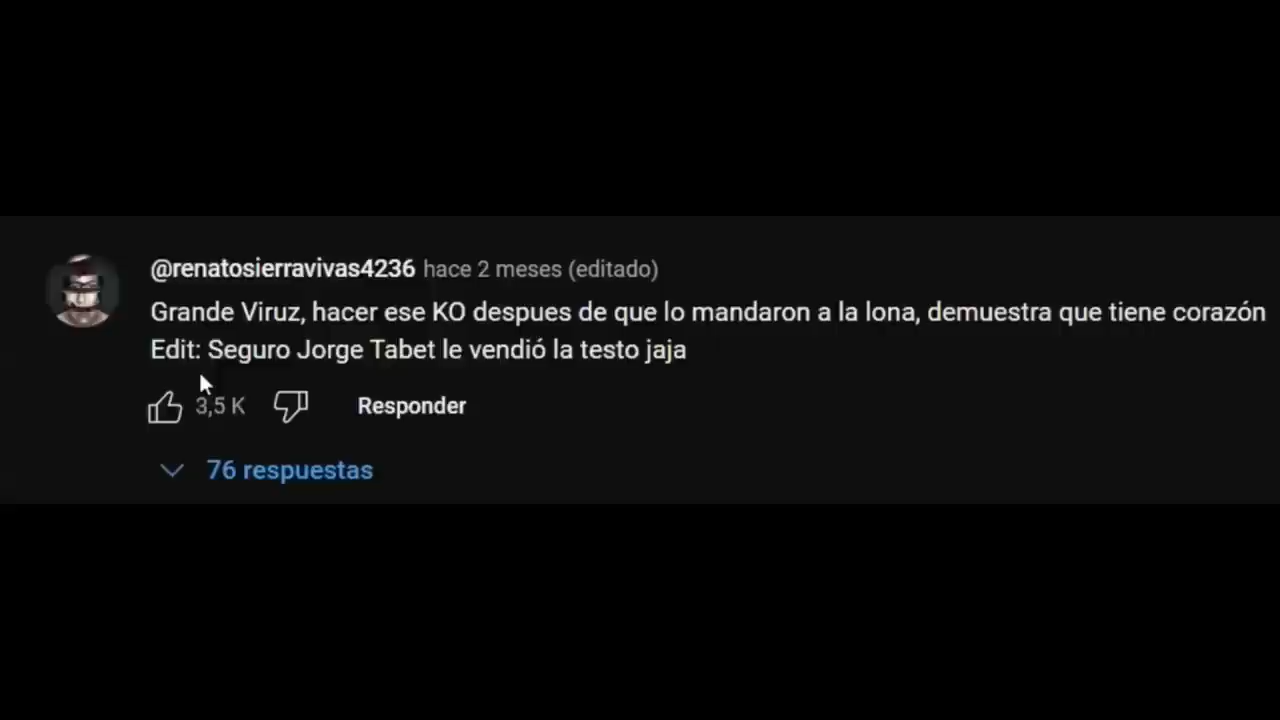 @renatosierravivas4236 hace 2 meses (editado)
Grande Viruz, hacer ese KO despues de que lo mandaron a la lona, demuestra que tiene corazón
Edit: Seguro Jorge Tabet le vendió la testo jaja
3,5 K Responder
76 respuestas